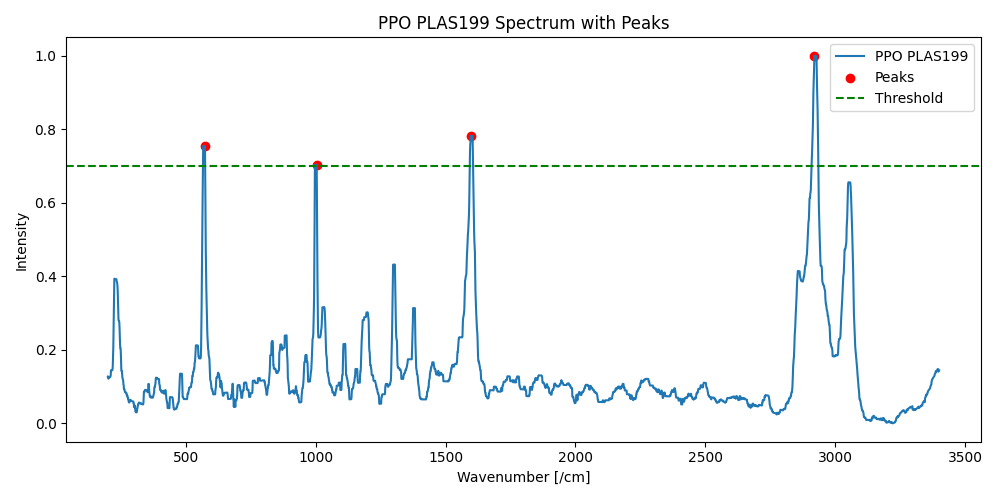 PPO PLAS199 Spectrum with Peaks
PPO PLAS199
Peaks
Threshold
Intensity
1.0
0.8
0.6
0.4
0.2
0.0
500 1000 1500 2000 2500 3000 3500
Wavenumber [/cm]